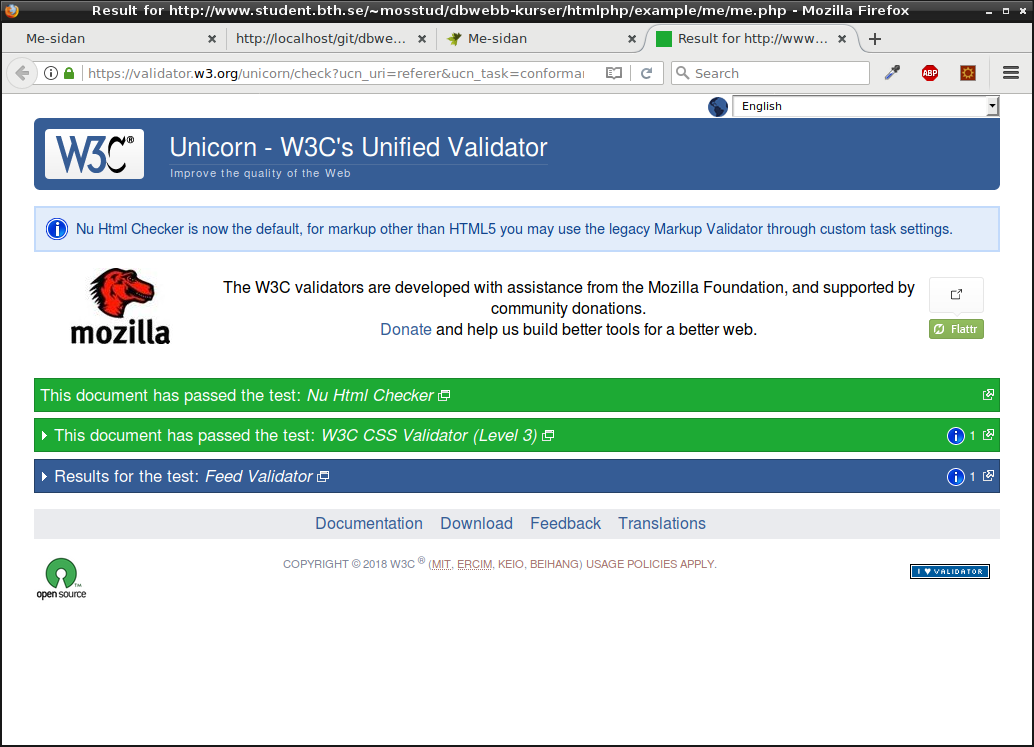 Result for http://www.student.bth.se/~mosstud/dbwebb-kurser/htmlphp/example/me/me.php - Mozilla Firefox
Me-sidan
http://localhost/git/dbwe...
Me-sidan
Result for http://www...
https://validator.w3.org/unicorn/check?ucn_uri=referer&ucn_task=conformar
Search
ABP
English
W3C®
Unicorn - W3C's Unified Validator
Improve the quality of the Web
Nu Html Checker is now the default, for markup other than HTML5 you may use the legacy Markup Validator through custom task settings.
mozilla
The W3C validators are developed with assistance from the Mozilla Foundation, and supported by
community donations.
Donate and help us build better tools for a better web.
Flattr
This document has passed the test: Nu Html Checker
This document has passed the test: W3C CSS Validator (Level 3)
1
Results for the test: Feed Validator
1
Documentation Download Feedback Translations
open source
TM
COPYRIGHT © 2018 W3C ® (MIT, ERCIM, KEIO, BEIHANG) USAGE POLICIES APPLY.
I ♥ VALIDATOR